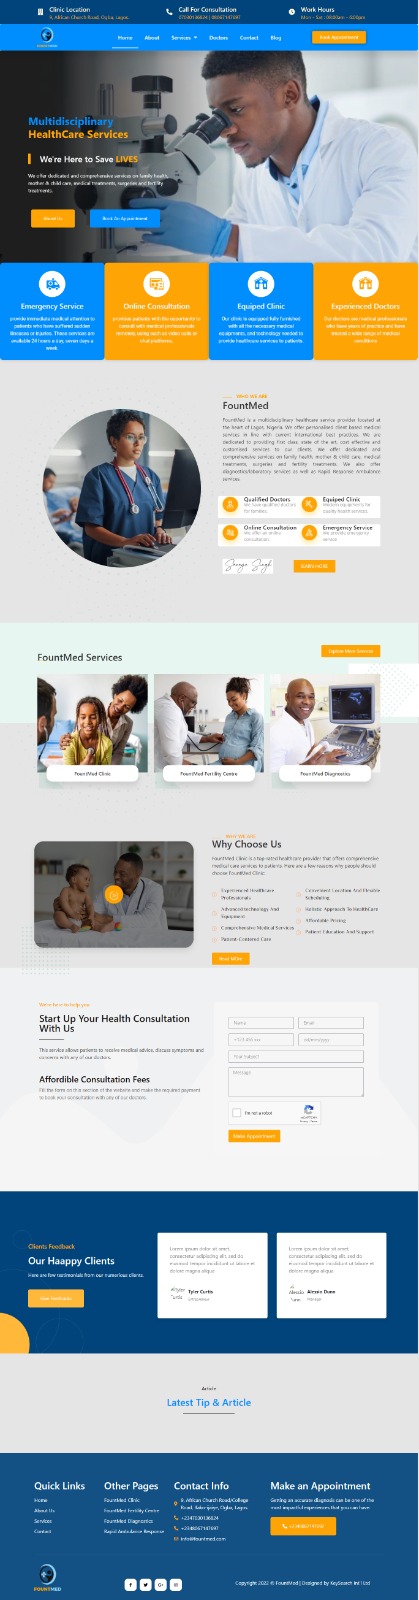 Clinic Location
9, African Church Road, Ogba, Lagos.
Call For Consultation
07030136024 | 08067147697
Work Hours
Mon - Sat : 08:00am - 6:00pm
FOUNTMED
Home
About
Services
Doctors
Contact
Blog
Book Appointment
Multidisciplinary
HealthCare Services
We're Here to Save LIVES
We offer dedicated and comprehensive services on family health,
mother & child care, medical treatments, surgeries and fertility
treatments.
About Us
Book An Appointment
Emergency Service
provide immediate medical attention to
patients who have suffered sudden
illnesses or injuries. These services are
available 24 hours a day, seven days a
week.
Online Consultation
provides patients with the opportunity to
consult with medical professionals
remotely, using such as video calls or
chat platforms.
Equiped Clinic
Our clinic is equipped fully furnished
with all the necessary medical
equipments, and technology needed to
provide healthcare services to patients.
Experienced Doctors
Our doctors are medical professionals
who have years of practice and have
treated a wide range of medical
conditions.
WHO WE ARE
FountMed
FountMed is a multidisciplinary healthcare service provider located at
the heart of Lagos, Nigeria. We offer personalised client based medical
services in line with current international best practices. We are
dedicated to providing first class, state of the art, cost effective and
customised services to our clients. We offer dedicated and
comprehensive services on family health, mother & child care, medical
treatments, surgeries and fertility treatments. We also offer
diagnostics/laboratory services as well as Rapid Response Ambulance
services
Qualified Doctors
We have qualified doctors
for families.
Equiped Clinic
Modern equipments for
quality health services.
Online Consultation
We offer an online
consultation.
Emergency Service
We provide emergency
service
LEARN MORE
FountMed Services
Explore More Services
FountMed Clinic
FountMed Fertility Centre
FountMed Diagnostics
WHY WE ARE
Why Choose Us
FountMed Clinic is a top-rated healthcare provider that offers comprehensive
medical care services to patients. Here are a few reasons why people should
choose FountMed Clinic:
Experienced Healthcare
Professionals
Advanced technology And
Equipment
Comprehensive Medical Services
Patient-Centered Care
Convenient Location And Flexible
Scheduling
Holistic Approach To HealthCare
Affordable Pricing
Patient Education And Support
Read More
We're here to help you
Start Up Your Health Consultation
With Us
This service allows patients to receive medical advice, discuss symptoms and
concerns with any of our doctors.
Affordable Consultation Fees
Fill the form on this section of the website and make the required payment
to book your consultation with any of our doctors.
Name
Email
mm/dd/yyyy
Your Subject
Message
I'm not a robot
reCAPTCHA
Make Appointment
Clients Feedback
Our Haappy Clients
Here are few testimonials from our numerous clients.
Lorem ipsum dolor sit amet,
consectetur adipiscing elit, sed do
eiusmod tempor incididunt ut labore et
dolore magna aliqua
Tyler Curtis
Lorem ipsum dolor sit amet,
consectetur adipiscing elit, sed do
eiusmod tempor incididunt ut labore et
dolore magna aliqua
Alessia Dunn
Article
Latest Tip & Article
Quick Links
Home
About Us
Services
Contact
Other Pages
FountMed Clinic
FountMed Fertility Centre
FountMed Diagnostics
Rapid Ambulance Response
Contact Info
9, African Church Road/College
Road, Ifako-Ijaiye, Ogba, Lagos.
+2347030136024
+2348067147697
info@fountmed.com
Make an Appointment
Getting an accurate diagnosis can be one of the
most impactful experiences that you can have.
+2348067147697
FOUNTMED
Copyright 2022 © FountMed | Designed by KeySearch Int'l Ltd